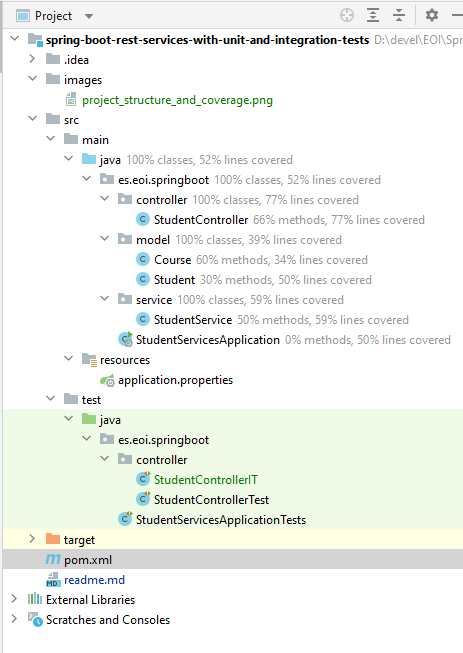 Project
spring-boot-rest-services-with-unit-and-integration-tests D:\devel\EOI\Spr
.idea
images
project_structure_and_coverage.png
src
main
java 100% classes, 52% lines covered
es.eoi.springboot 100% classes, 52% lines covered
controller 100% classes, 77% lines covered
StudentController 66% methods, 77% lines covered
model 100% classes, 39% lines covered
Course 60% methods, 34% lines covered
Student 30% methods, 50% lines covered
service 100% classes, 59% lines covered
StudentService 50% methods, 59% lines covered
StudentServicesApplication 0% methods, 50% lines covered
resources
application.properties
test
java
es.eoi.springboot
controller
StudentControllerIT
StudentControllerTest
StudentServicesApplicationTests
target
pom.xml
readme.md
External Libraries
Scratches and Consoles